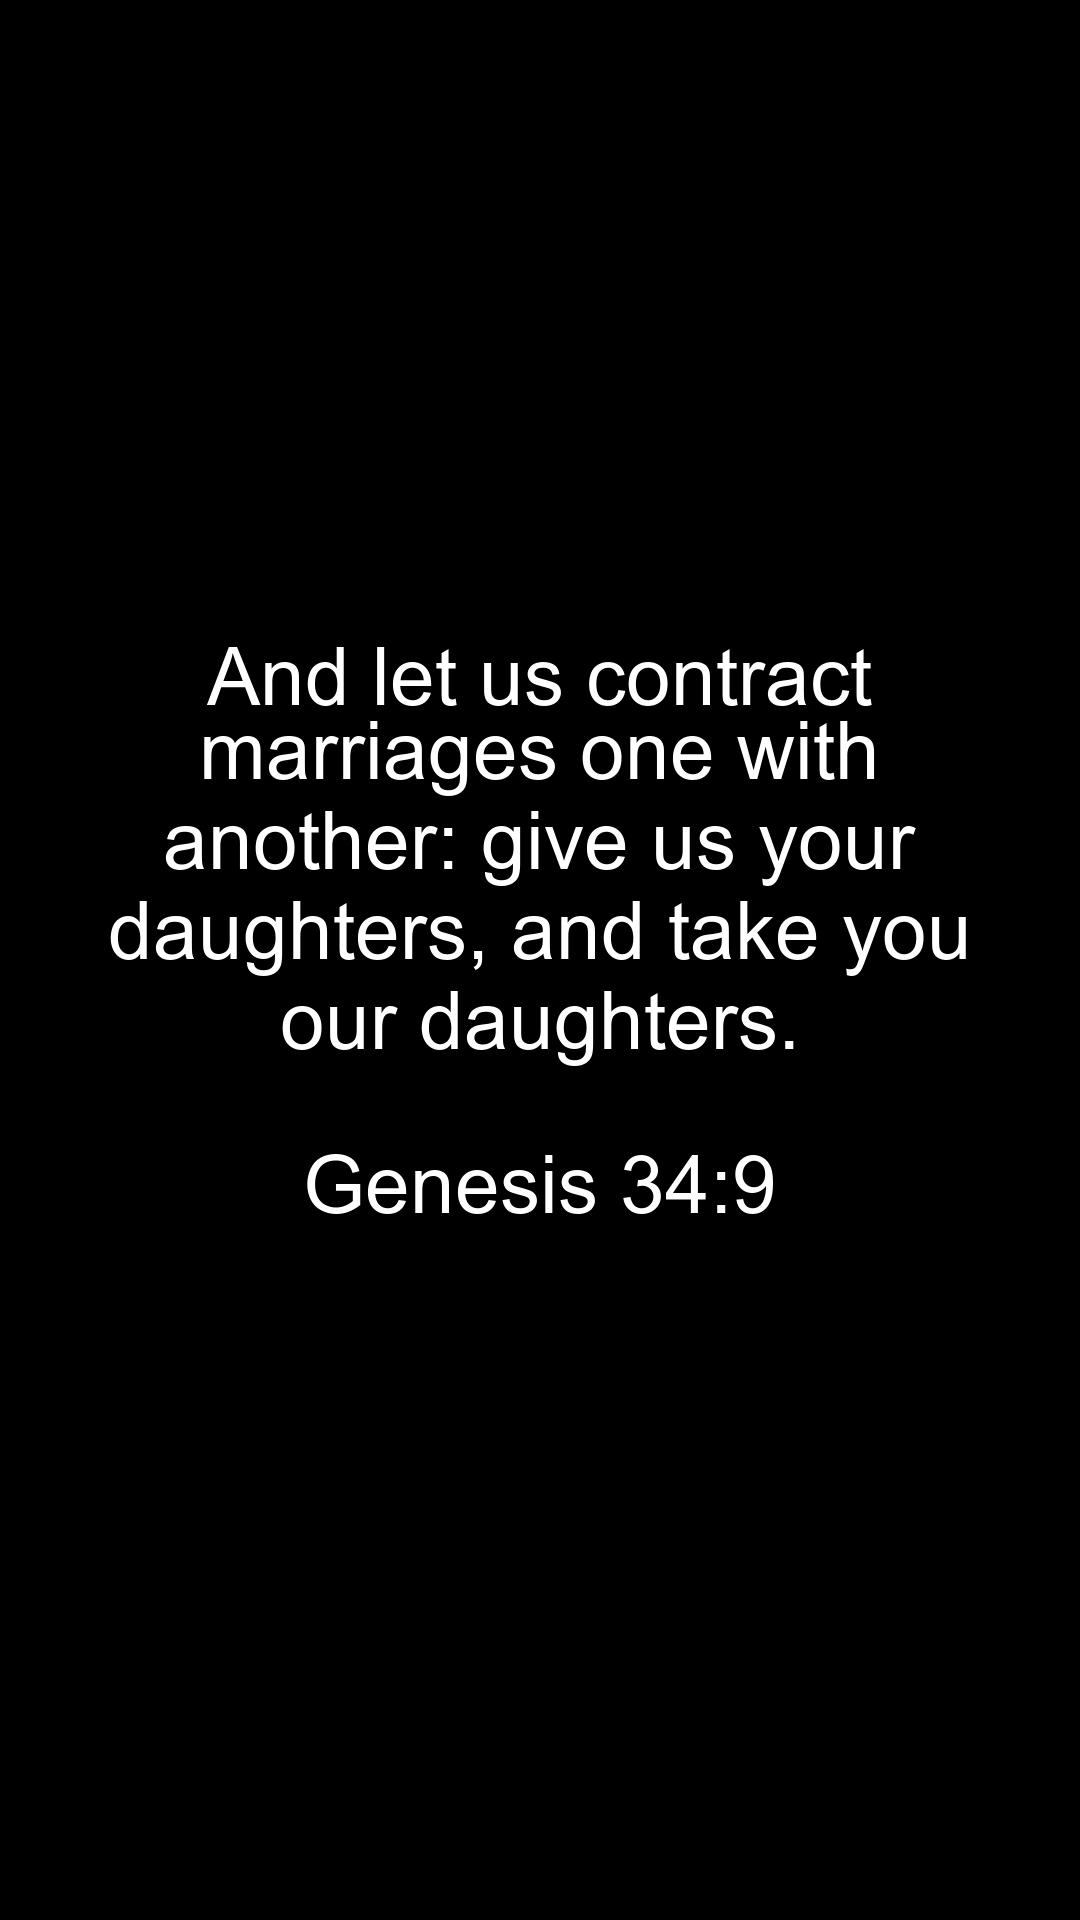 And let us contract
marriages one with
another: give us your
daughters, and take you
our daughters.
Genesis 34:9